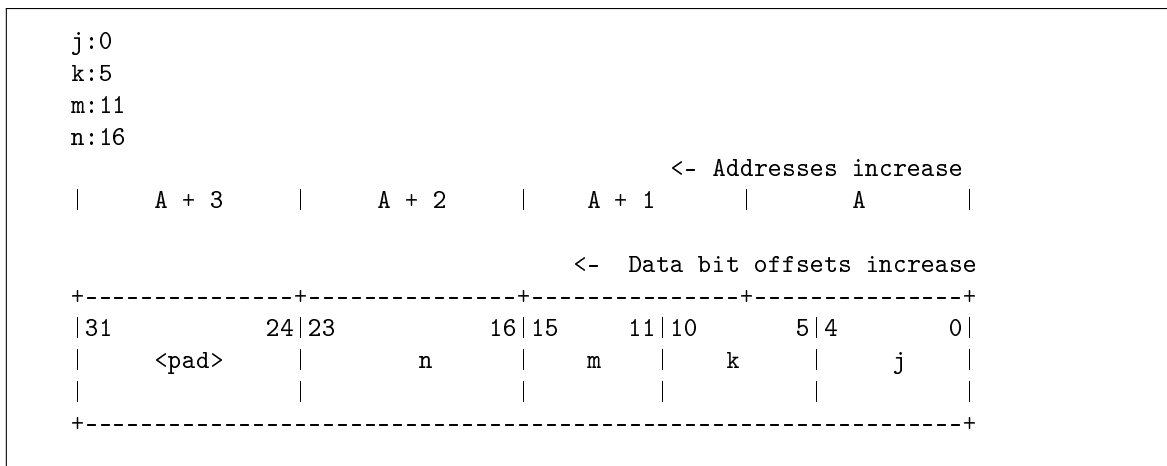 j:0
k:5
m:11
n:16
<- Addresses increase
|      A + 3      |      A + 2      |     A + 1      |        A        |
<-  Data bit offsets increase
+---------------+---------------+---------------+---------------+
|31           24|23           16|15     11|10       5|4        0|
|     <pad>     |       n       |    m    |    k     |     j    |
|               |               |         |          |          |
+---------------------------------------------------------------+